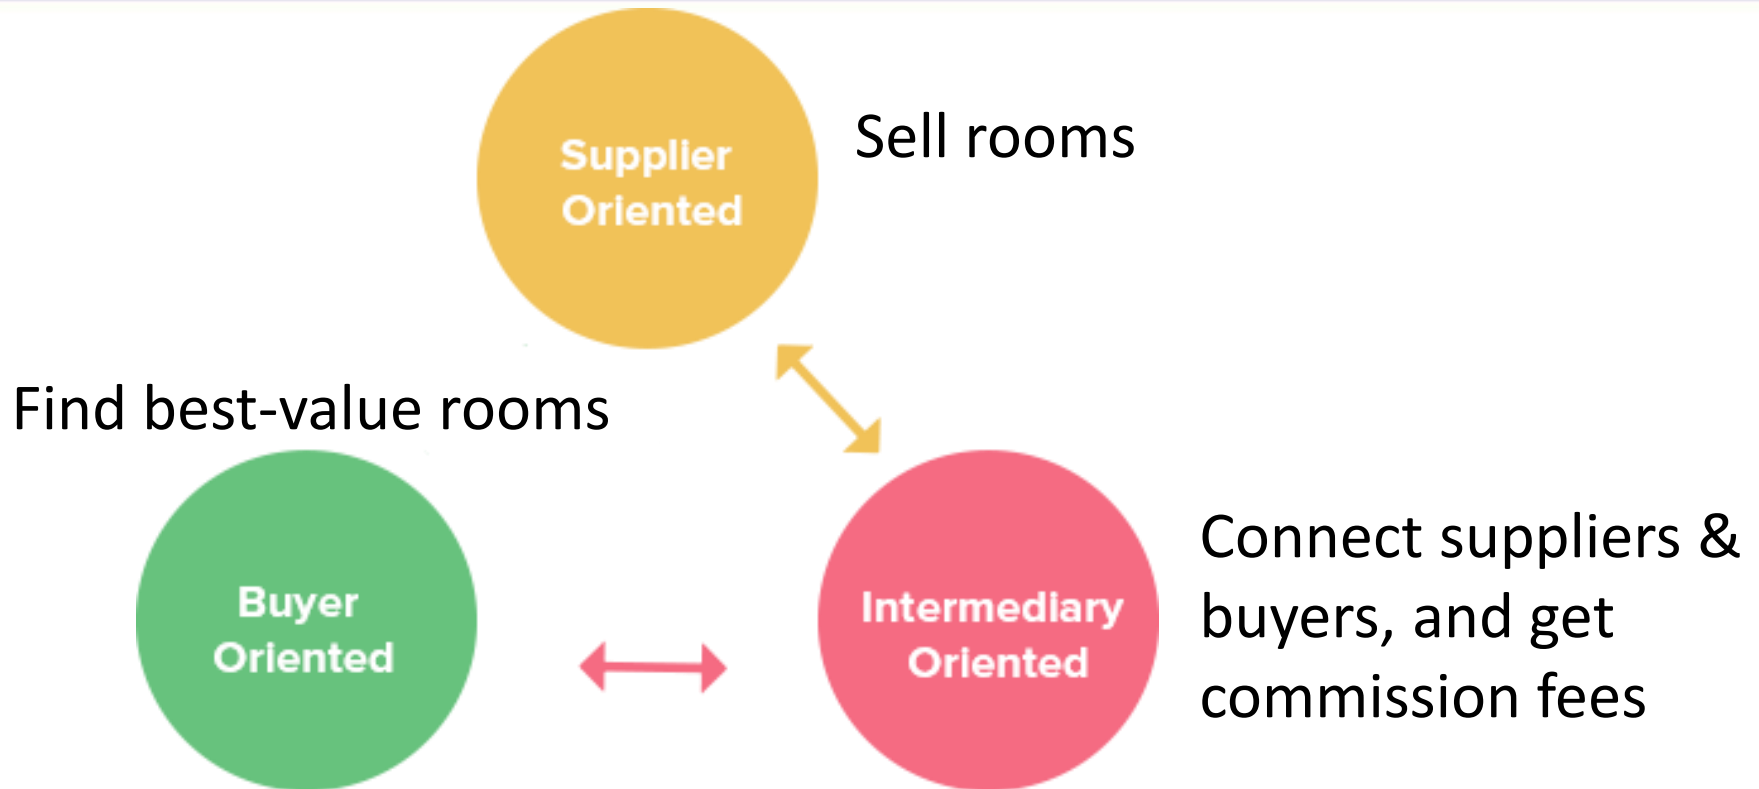 Supplier
Oriented
Sell rooms
Find best-value rooms
Buyer
Oriented
Intermediary
Oriented
Connect suppliers &
buyers, and get
commission fees